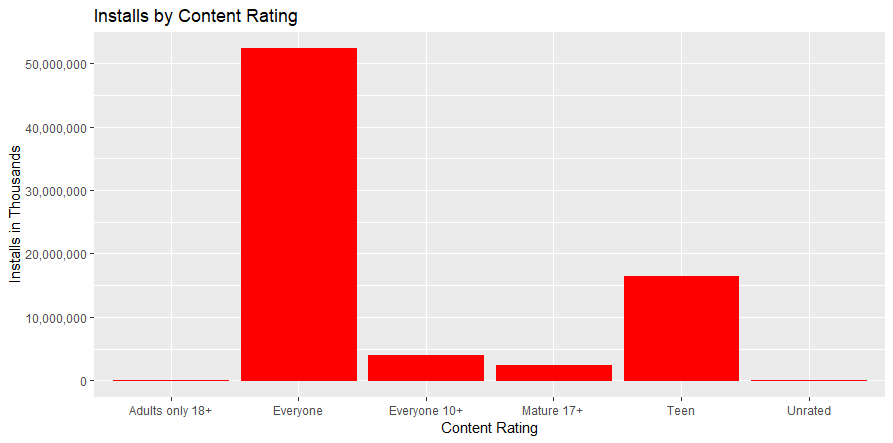 Installs by Content Rating
Installs in Thousands
50,000,000
40,000,000
30,000,000
20,000,000
10,000,000
0
Adults only 18+ Everyone Everyone 10+ Mature 17+ Teen Unrated
Content Rating